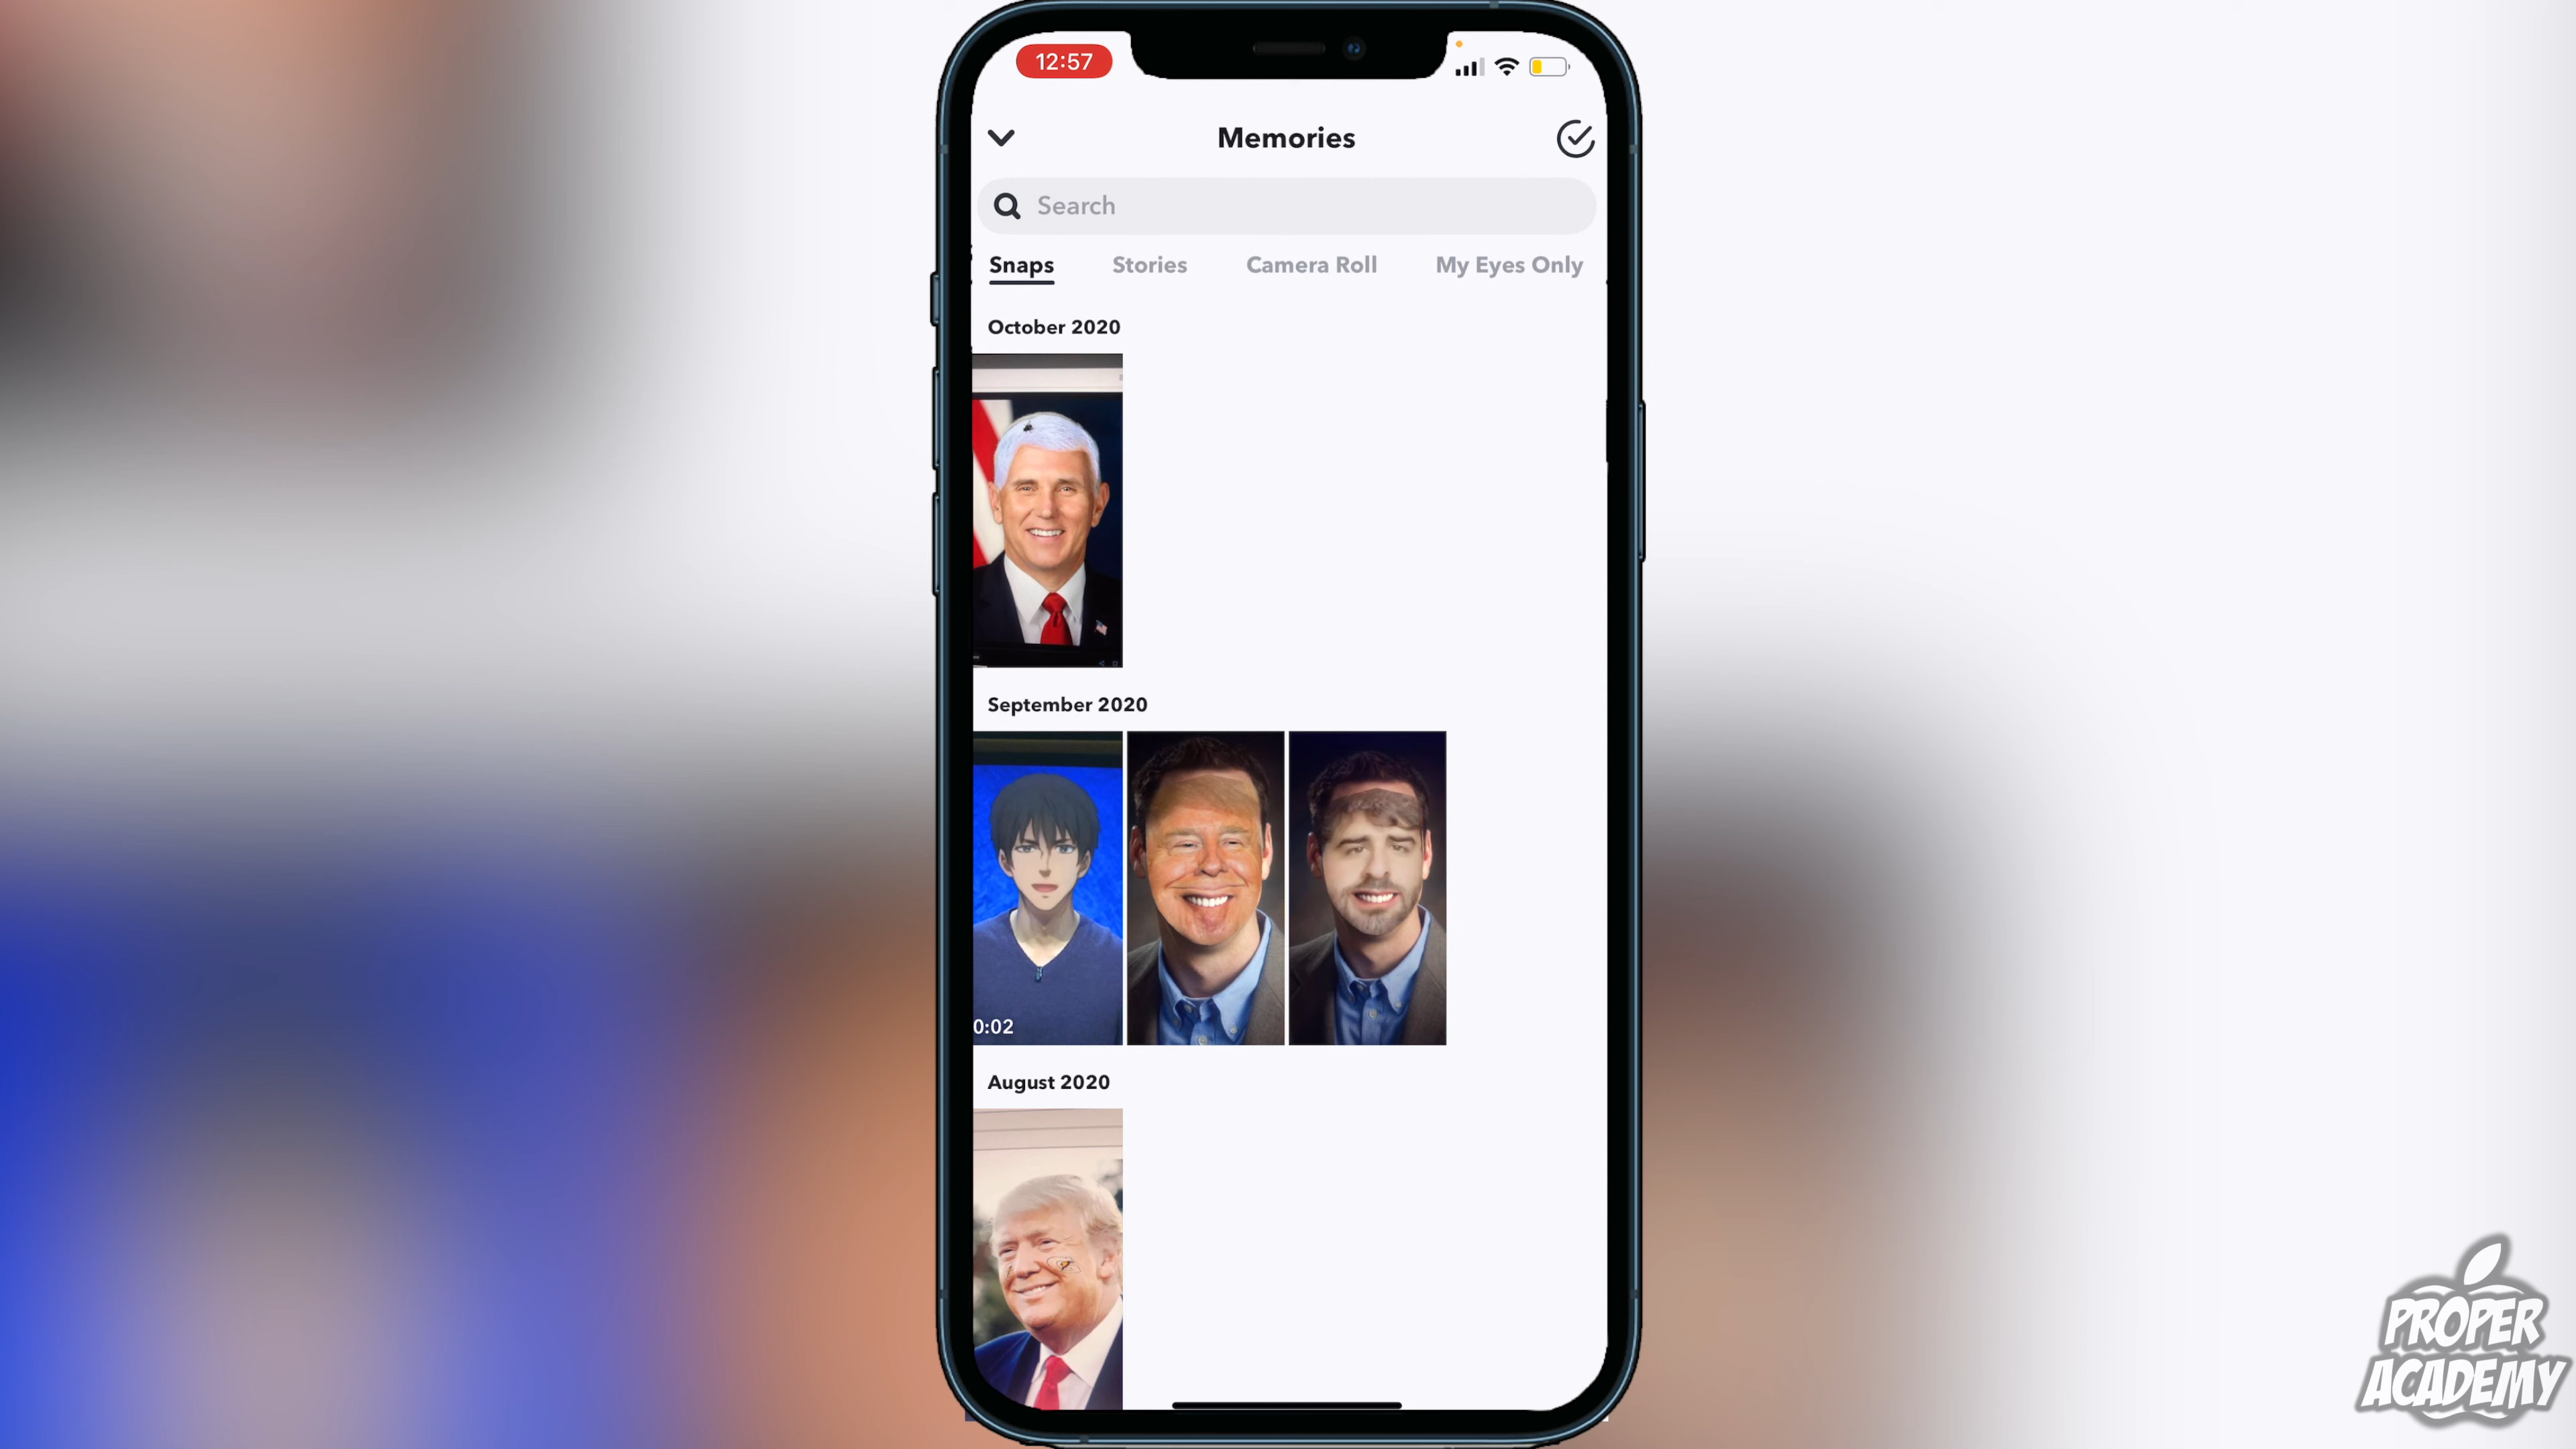 12:57
Memories
Search
Snaps Stories Camera Roll My Eyes Only
October 2020
September 2020
0:02
August 2020
PROPER
ACADEMY